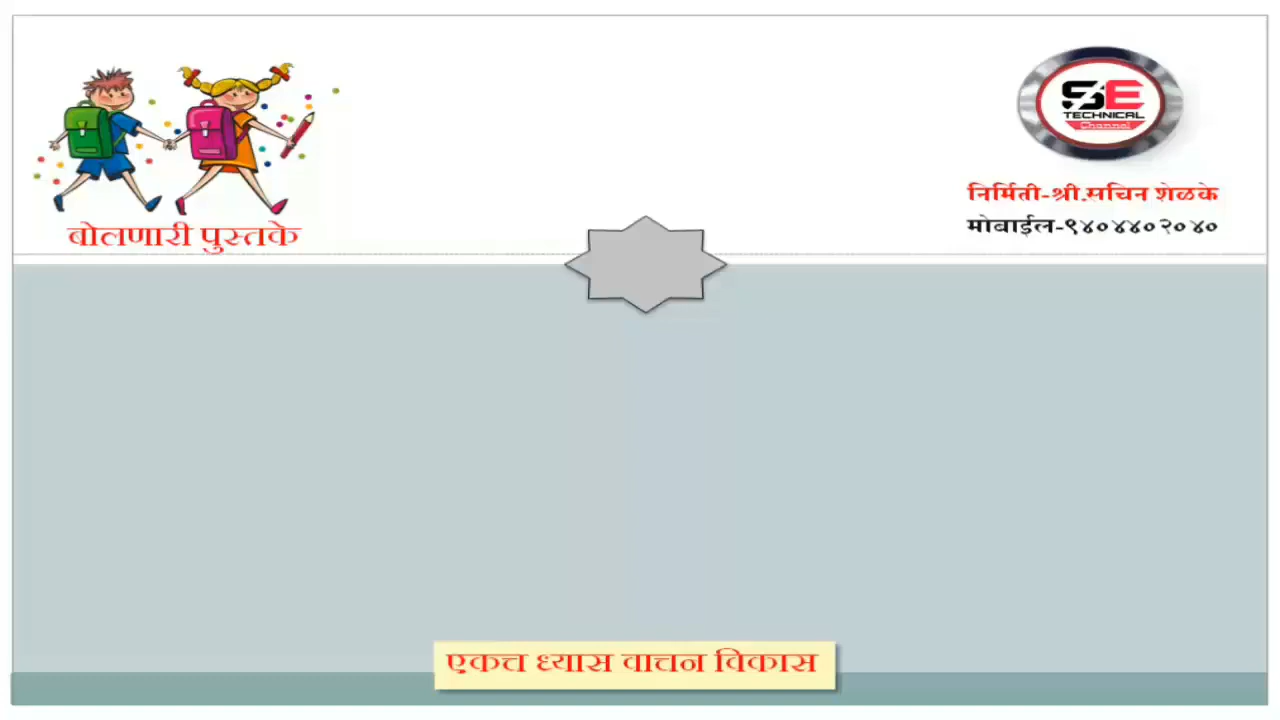 SE
TECHNICAL
Channel
निर्मिती-श्री.सचिन शेळके
मोबाईल-९४०४४०२०४०
बोलणारी पुस्तके
एकच ध्यास वाचन विकास